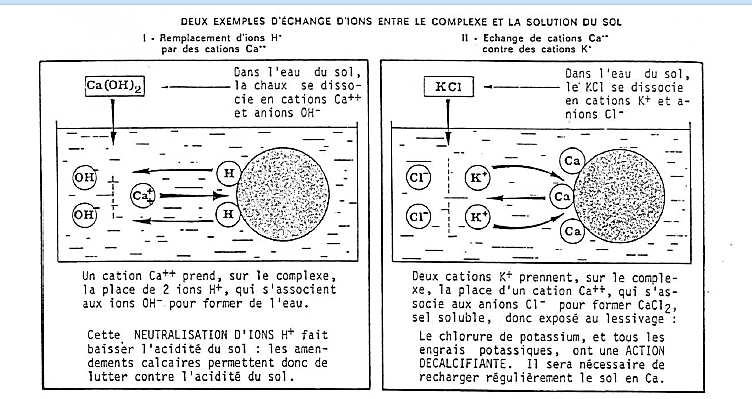 DEUX EXEMPLES D'ÉCHANGE D'IONS ENTRE LE COMPLEXE ET LA SOLUTION DU SOL
I - Remplacement d'ions H⁺
par des cations Ca⁺⁺
Ca(OH)₂
Dans l'eau du sol,
la chaux se disso-
cie en cations Ca++
et anions OH⁻
OH⁻
H
Ca++
OH⁻
H
Un cation Ca++ prend, sur le complexe,
la place de 2 ions H+, qui s'associent
aux ions OH⁻ pour former de l'eau.
Cette NEUTRALISATION D'IONS H+ fait
baisser l'acidité du sol : les amen-
dements calcaires permettent donc de
lutter contre l'acidité du sol.
II - Echange de cations Ca⁺⁺
contre des cations K⁺
KCl
Dans l'eau du sol,
le KCl se dissocie
en cations K+ et a-
nions Cl⁻
Ca
Cl⁻
K⁺
Ca
Cl⁻
K⁺
Ca
Deux cations K+ prennent, sur le comple-
xe, la place d'un cation Ca++, qui s'as-
socie aux anions Cl⁻ pour former CaCl₂,
sel soluble, donc exposé au lessivage :
Le chlorure de potassium, et tous les
engrais potassiques, ont une ACTION
DECALCIFIANTE. Il sera nécessaire de
recharger régulièrement le sol en Ca.